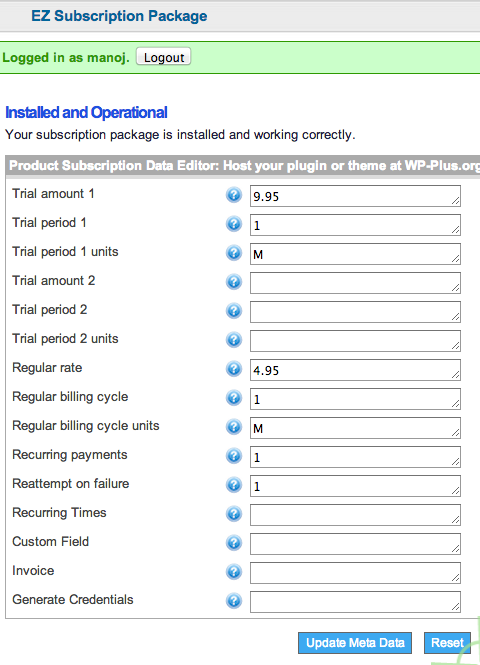 EZ Subscription Package
Logged in as manoj. Logout
Installed and Operational
Your subscription package is installed and working correctly.
Product Subscription Data Editor: Host your plugin or theme at WP-Plus.org
Trial amount 1 ? 9.95
Trial period 1 ? 1
Trial period 1 units ? M
Trial amount 2 ?
Trial period 2 ?
Trial period 2 units ?
Regular rate ? 4.95
Regular billing cycle ? 1
Regular billing cycle units ? M
Recurring payments ? 1
Reattempt on failure ? 1
Recurring Times ?
Custom Field ?
Invoice ?
Generate Credentials ?
Update Meta Data Reset